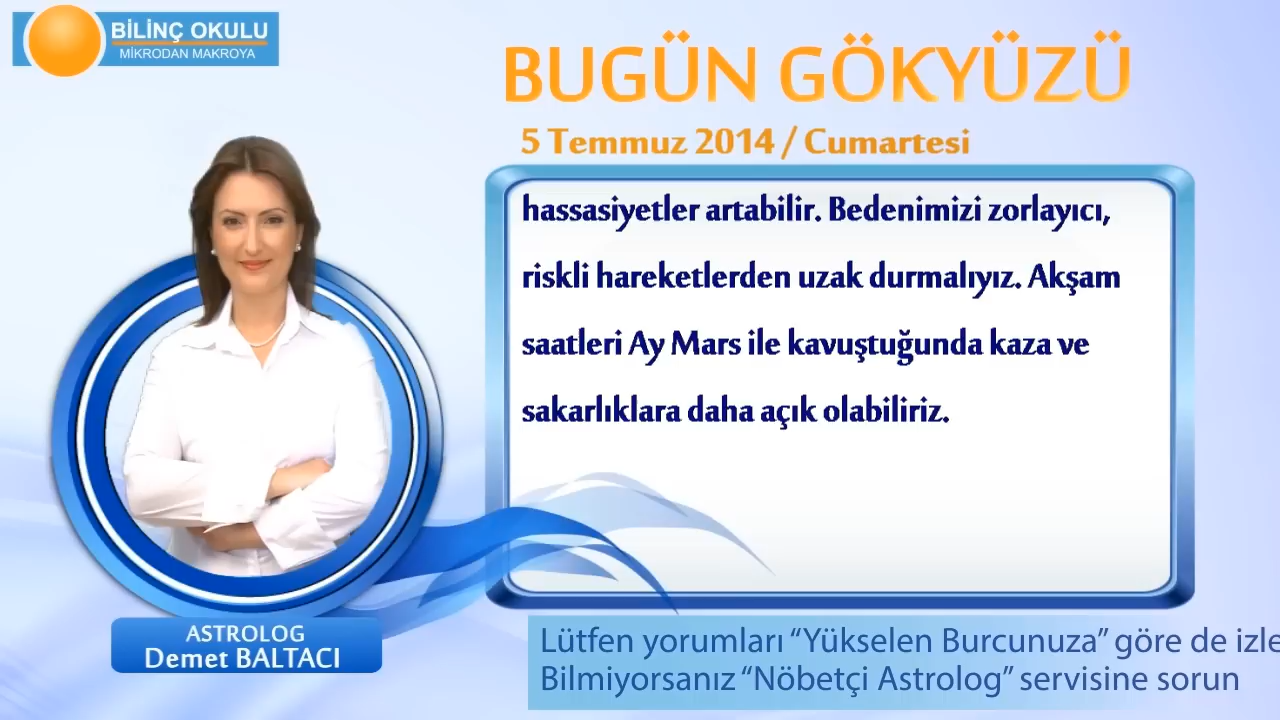 BİLİNÇ OKULU
MİKRODAN MAKROYA
BUGÜN GÖKYÜZÜ
5 Temmuz 2014 / Cumartesi
hassasiyetler artabilir. Bedenimizi zorlayıcı,
riskli hareketlerden uzak durmalıyız. Akşam
saatleri Ay Mars ile kavuştuğunda kaza ve
sakarlıklara daha açık olabiliriz.
ASTROLOG
Demet BALTACI
Lütfen yorumları “Yükselen Burcunuza” göre de izle
Bilmiyorsanız “Nöbetçi Astrolog” servisine sorun